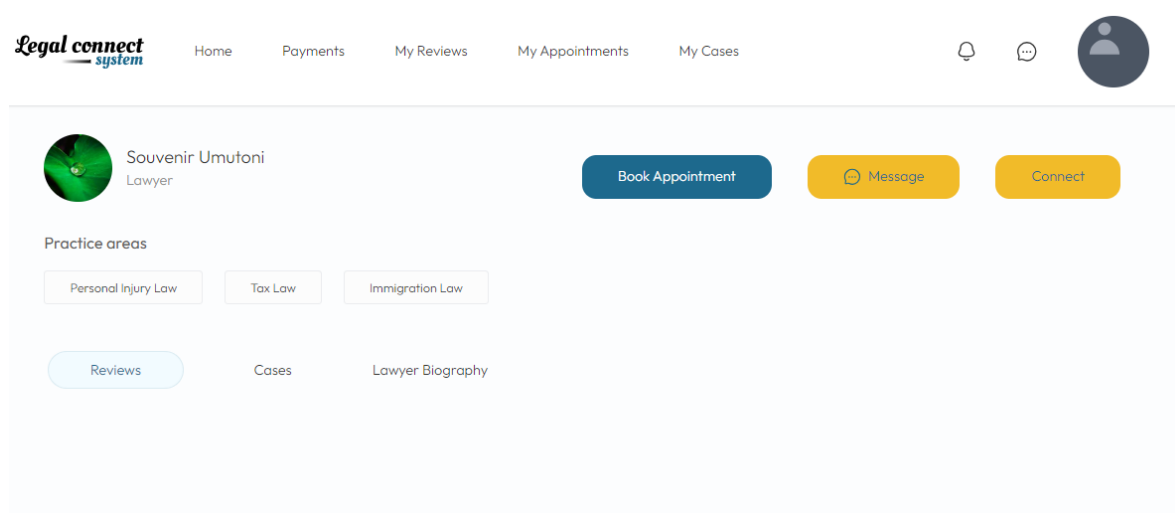 Legal connect
system
Home Payments My Reviews My Appointments My Cases
Souvenir Umutoni
Lawyer
Book Appointment Message Connect
Practice areas
Personal Injury Law Tax Law Immigration Law
Reviews Cases Lawyer Biography